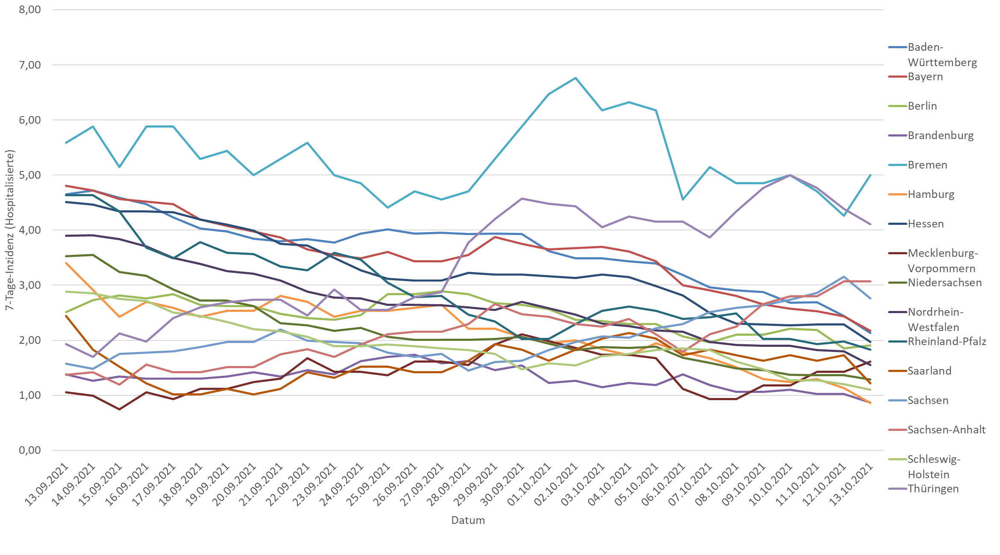 8,00
7,00
6,00
5,00
4,00
3,00
2,00
1,00
0,00
7-Tage-Inzidenz (Hospitalisierte)
13.09.2021
14.09.2021
15.09.2021
16.09.2021
17.09.2021
18.09.2021
19.09.2021
20.09.2021
21.09.2021
22.09.2021
23.09.2021
24.09.2021
25.09.2021
26.09.2021
27.09.2021
28.09.2021
29.09.2021
30.09.2021
01.10.2021
02.10.2021
03.10.2021
04.10.2021
05.10.2021
06.10.2021
07.10.2021
08.10.2021
09.10.2021
10.10.2021
11.10.2021
12.10.2021
13.10.2021
Datum
Baden-
Württemberg
Bayern
Berlin
Brandenburg
Bremen
Hamburg
Hessen
Mecklenburg-
Vorpommern
Niedersachsen
Nordrhein-
Westfalen
Rheinland-Pfalz
Saarland
Sachsen
Sachsen-Anhalt
Schleswig-
Holstein
Thüringen